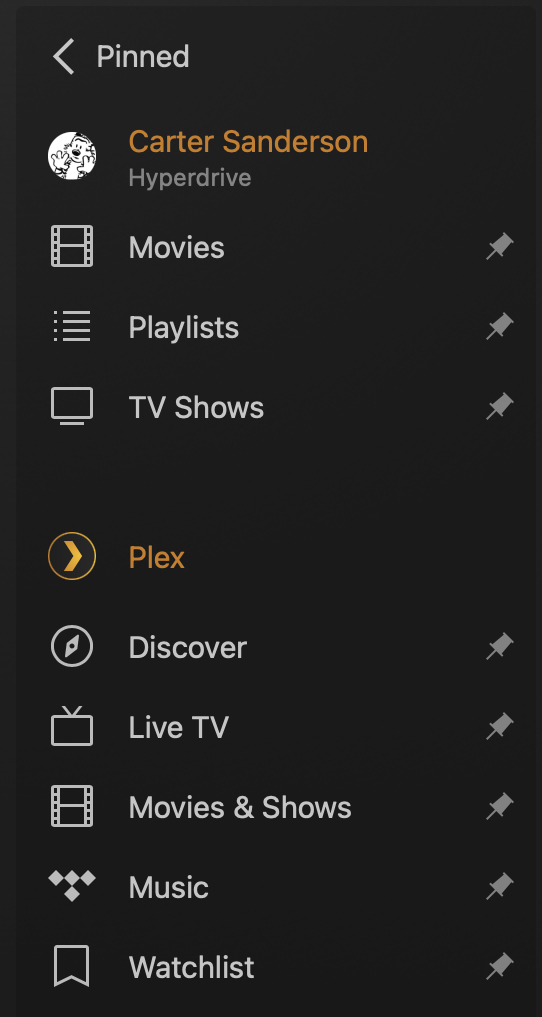 Pinned
Carter Sanderson
Hyperdrive
Movies
Playlists
TV Shows
Plex
Discover
Live TV
Movies & Shows
Music
Watchlist